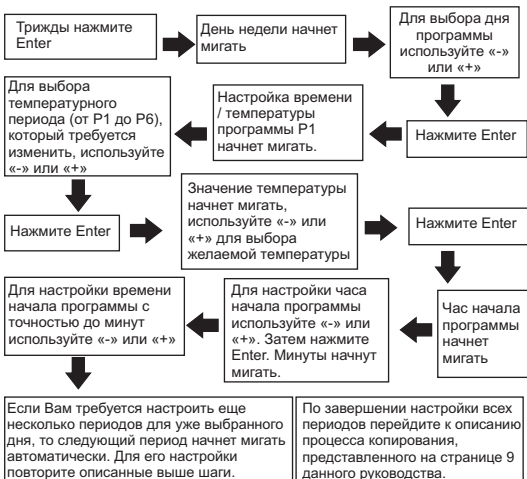 Трижды нажмите
Enter
День недели начнет
мигать
Для выбора дня
программы
используйте «-»
или «+»
Нажмите Enter
Настройка времени
/ температуры
программы P1
начнет мигать.
Для выбора
температурного
периода (от P1 до P6),
который требуется
изменить, используйте
«-» или «+»
Нажмите Enter
Значение температуры
начнет мигать,
используйте «-» или
«+» для выбора
желаемой температуры
Нажмите Enter
Час начала
программы
начнет
мигать
Для настройки часа
начала программы
используйте «-» или
«+». Затем нажмите
Enter. Минуты начнут
мигать.
Для настройки времени
начала программы с
точностью до минут
используйте «-» или «+»
Если Вам требуется настроить еще
несколько периодов для уже выбранного
дня, то следующий период начнет мигать
автоматически. Для его настройки
повторите описанные выше шаги.
По завершении настройки всех
периодов перейдите к описанию
процесса копирования,
представленного на странице 9
данного руководства.